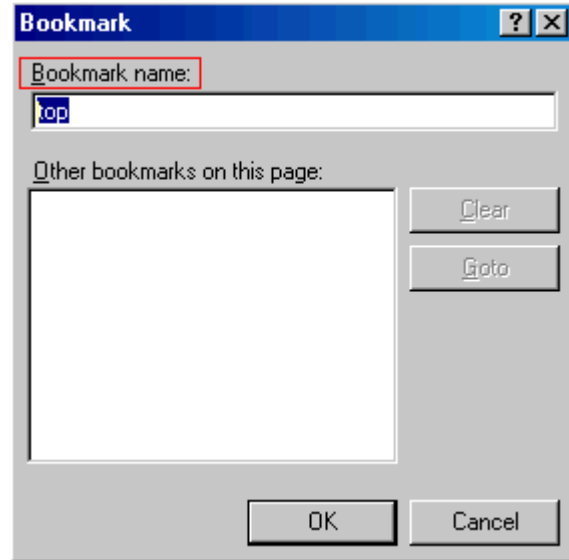 Bookmark
Bookmark name:
top
Other bookmarks on this page:
Clear
Goto
OK Cancel